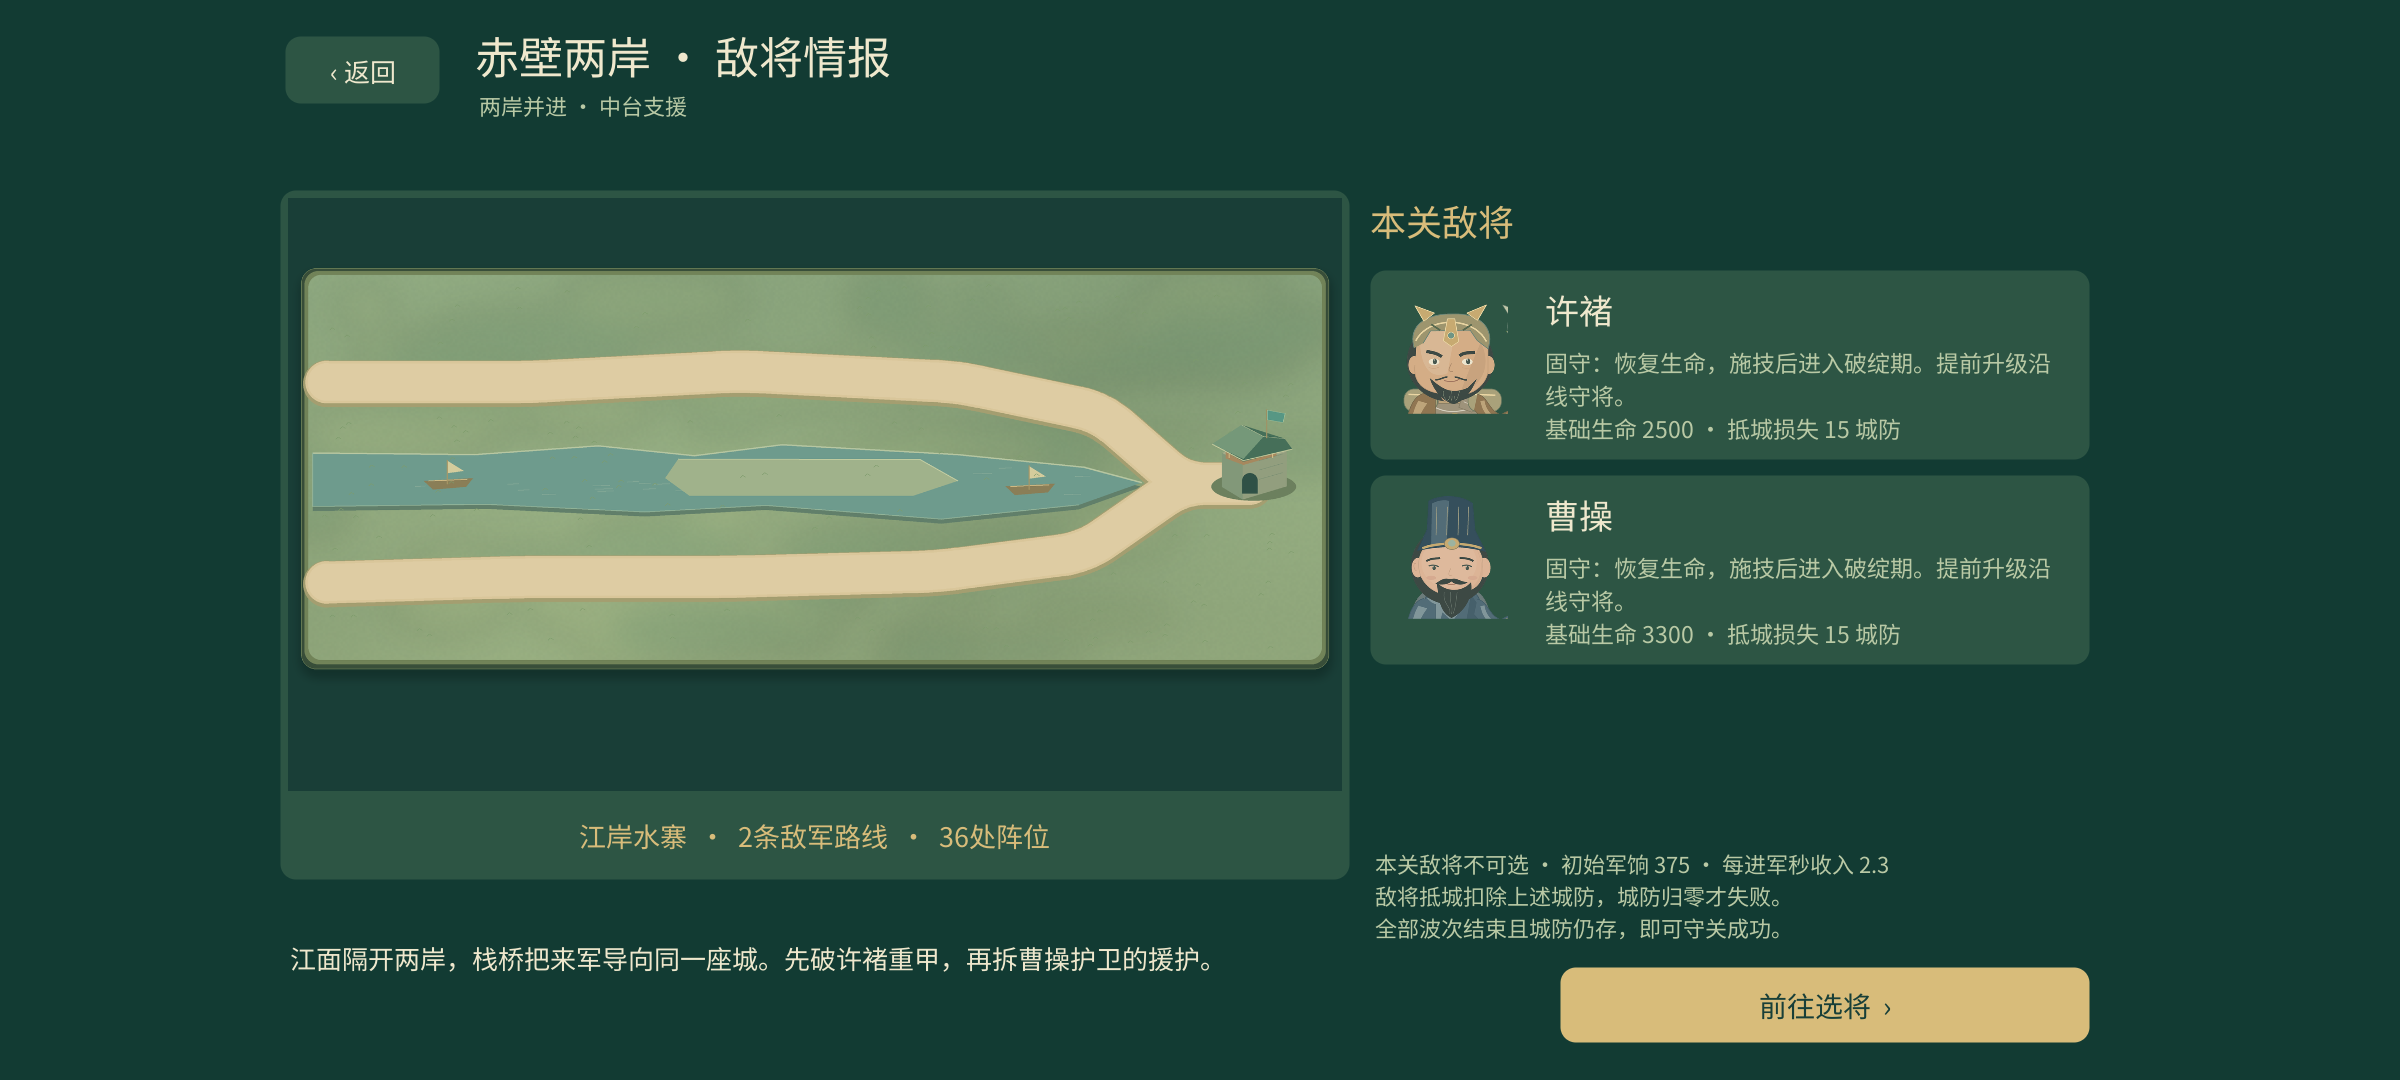 ‹ 返回
赤壁两岸 · 敌将情报
两岸并进 · 中台支援
江岸水寨 · 2条敌军路线 · 36处阵位
江面隔开两岸，栈桥把来军导向同一座城。先破许褚重甲，再拆曹操护卫的援护。
本关敌将
许褚
固守：恢复生命，施技后进入破绽期。提前升级沿
线守将。
基础生命 2500 · 抵城损失 15 城防
曹操
固守：恢复生命，施技后进入破绽期。提前升级沿
线守将。
基础生命 3300 · 抵城损失 15 城防
本关敌将不可选 · 初始军饷 375 · 每进军秒收入 2.3
敌将抵城扣除上述城防，城防归零才失败。
全部波次结束且城防仍存，即可守关成功。
前往选将 ›